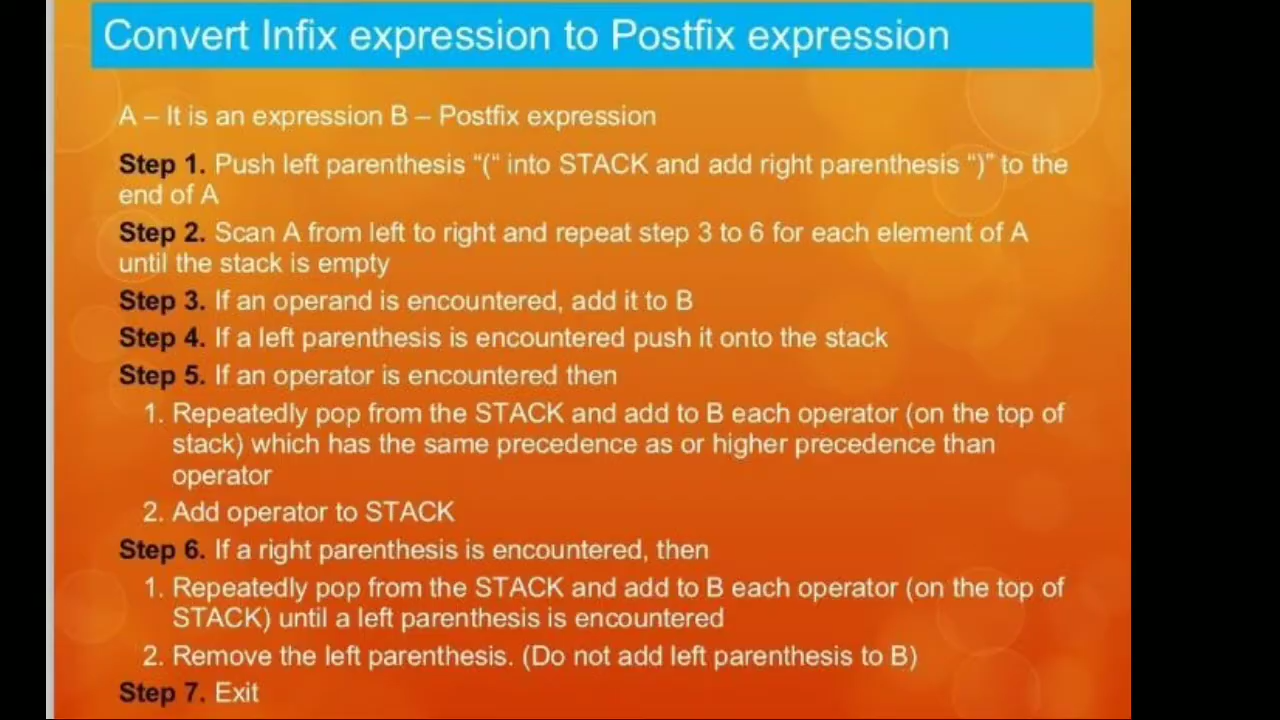 Convert Infix expression to Postfix expression
A – It is an expression B – Postfix expression
Step 1. Push left parenthesis “(“ into STACK and add right parenthesis “)” to the
end of A
Step 2. Scan A from left to right and repeat step 3 to 6 for each element of A
until the stack is empty
Step 3. If an operand is encountered, add it to B
Step 4. If a left parenthesis is encountered push it onto the stack
Step 5. If an operator is encountered then
1. Repeatedly pop from the STACK and add to B each operator (on the top of
stack) which has the same precedence as or higher precedence than
operator
2. Add operator to STACK
Step 6. If a right parenthesis is encountered, then
1. Repeatedly pop from the STACK and add to B each operator (on the top of
STACK) until a left parenthesis is encountered
2. Remove the left parenthesis. (Do not add left parenthesis to B)
Step 7. Exit